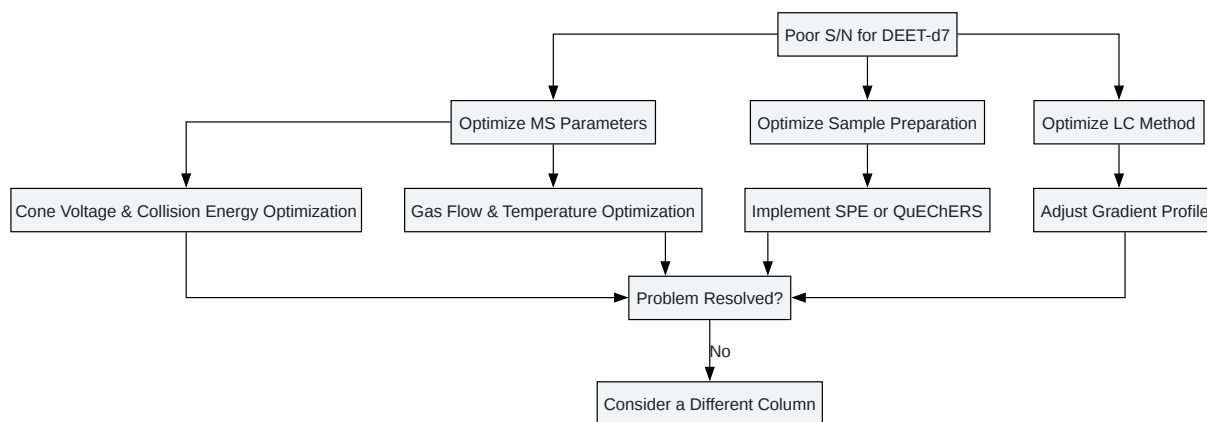 Poor S/N for DEET-d7
Optimize MS Parameters
Optimize Sample Preparation
Optimize LC Method
Cone Voltage & Collision Energy Optimization
Gas Flow & Temperature Optimization
Implement SPE or QuEChERS
Adjust Gradient Profile
Problem Resolved?
No
Consider a Different Column